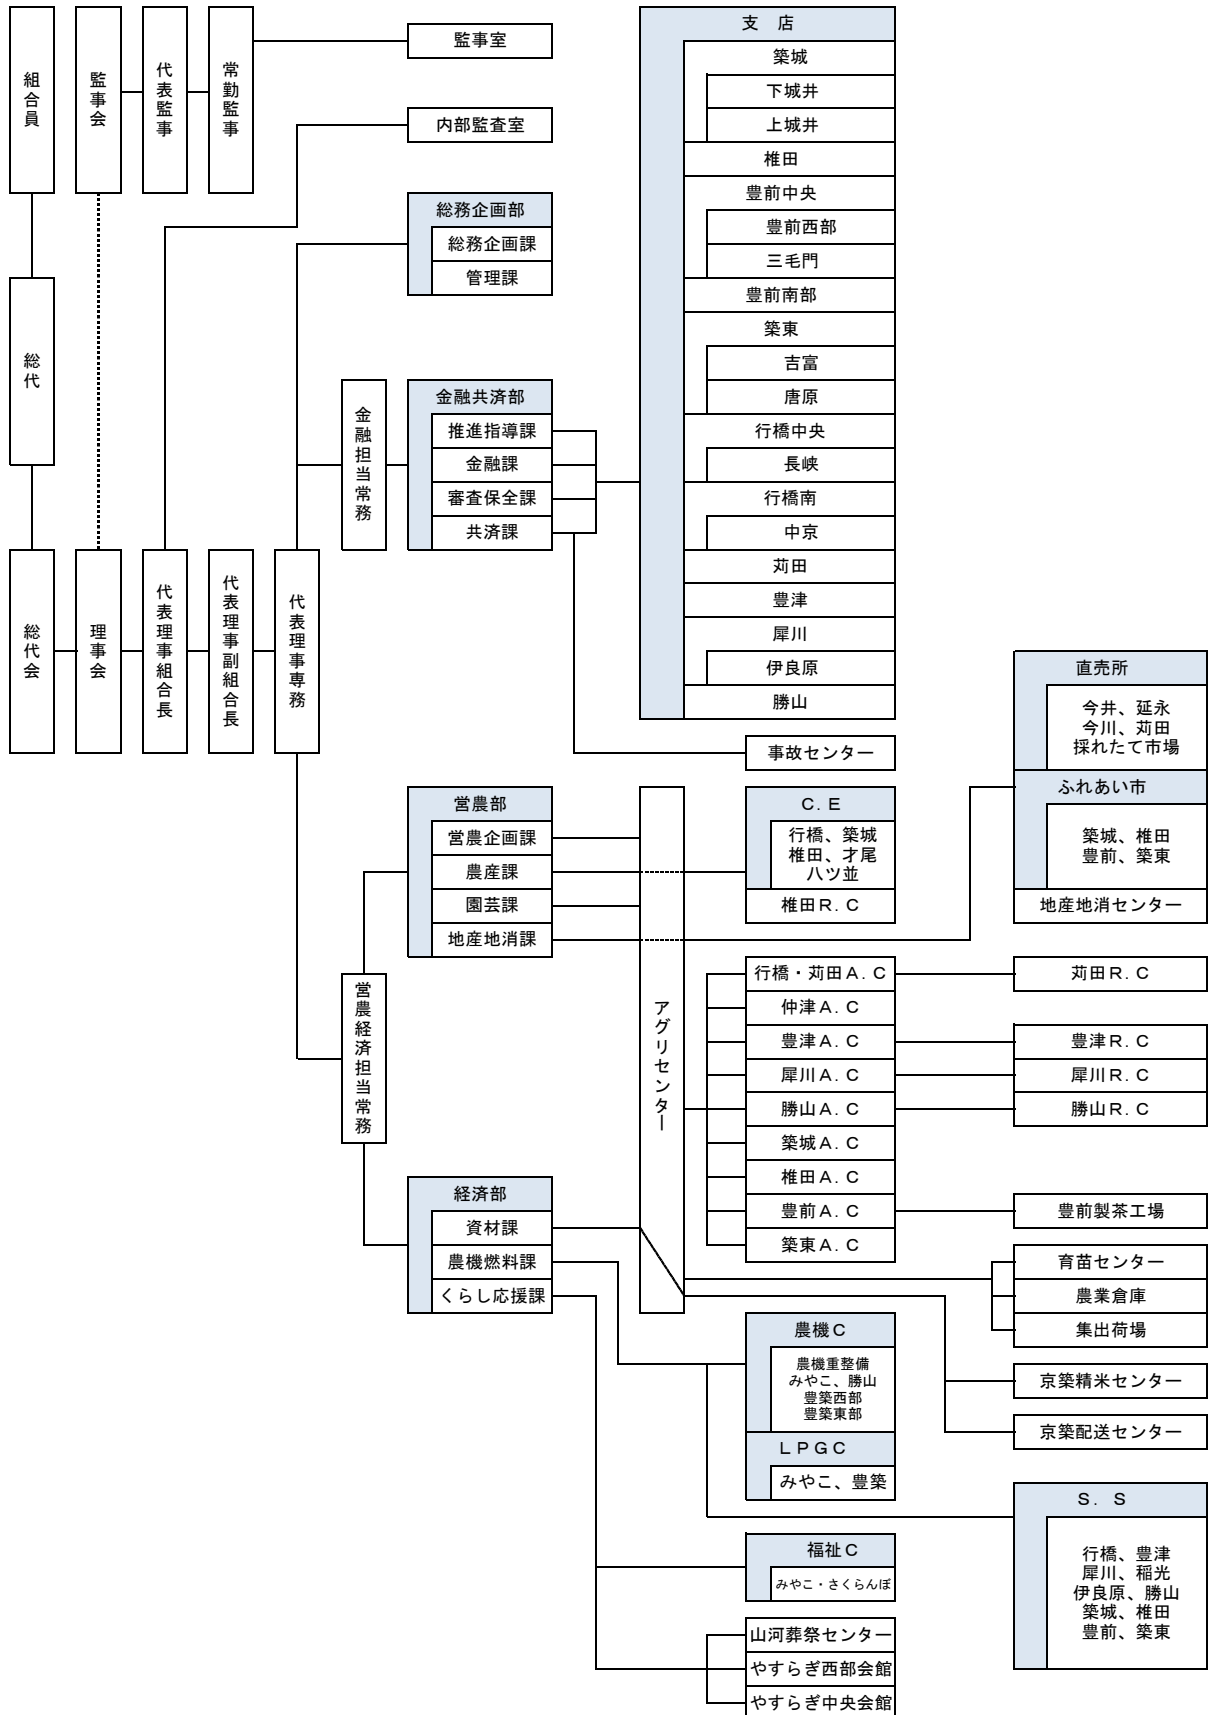 組合員
監事会
代表監事
常勤監事
監事室
内部監査室
総務企画部
総務企画課
管理課
総代
金融担当常務
金融共済部
推進指導課
金融課
審査保全課
共済課
総代会
理事会
代表理事組合長
代表理事副組合長
代表理事専務
支　店
築城
下城井
上城井
椎田
豊前中央
豊前西部
三毛門
豊前南部
築東
吉富
唐原
行橋中央
長峡
行橋南
中京
苅田
豊津
犀川
伊良原
勝山
事故センター
営農経済担当常務
営農部
営農企画課
農産課
園芸課
地産地消課
経済部
資材課
農機燃料課
くらし応援課
アグリセンター
Ｃ．Ｅ
行橋、築城
椎田、才尾
八ツ並
椎田Ｒ．Ｃ
行橋・苅田Ａ．Ｃ
仲津Ａ．Ｃ
豊津Ａ．Ｃ
犀川Ａ．Ｃ
勝山Ａ．Ｃ
築城Ａ．Ｃ
椎田Ａ．Ｃ
豊前Ａ．Ｃ
築東Ａ．Ｃ
農機Ｃ
農機重整備
みやこ、勝山
豊築西部
豊築東部
ＬＰＧＣ
みやこ、豊築
福祉Ｃ
みやこ・さくらんぼ
山河葬祭センター
やすらぎ西部会館
やすらぎ中央会館
直売所
今井、延永
今川、苅田
採れたて市場
ふれあい市
築城、椎田
豊前、築東
地産地消センター
苅田Ｒ．Ｃ
豊津Ｒ．Ｃ
犀川Ｒ．Ｃ
勝山Ｒ．Ｃ
豊前製茶工場
育苗センター
農業倉庫
集出荷場
京築精米センター
京築配送センター
Ｓ．Ｓ
行橋、豊津
犀川、稲光
伊良原、勝山
築城、椎田
豊前、築東